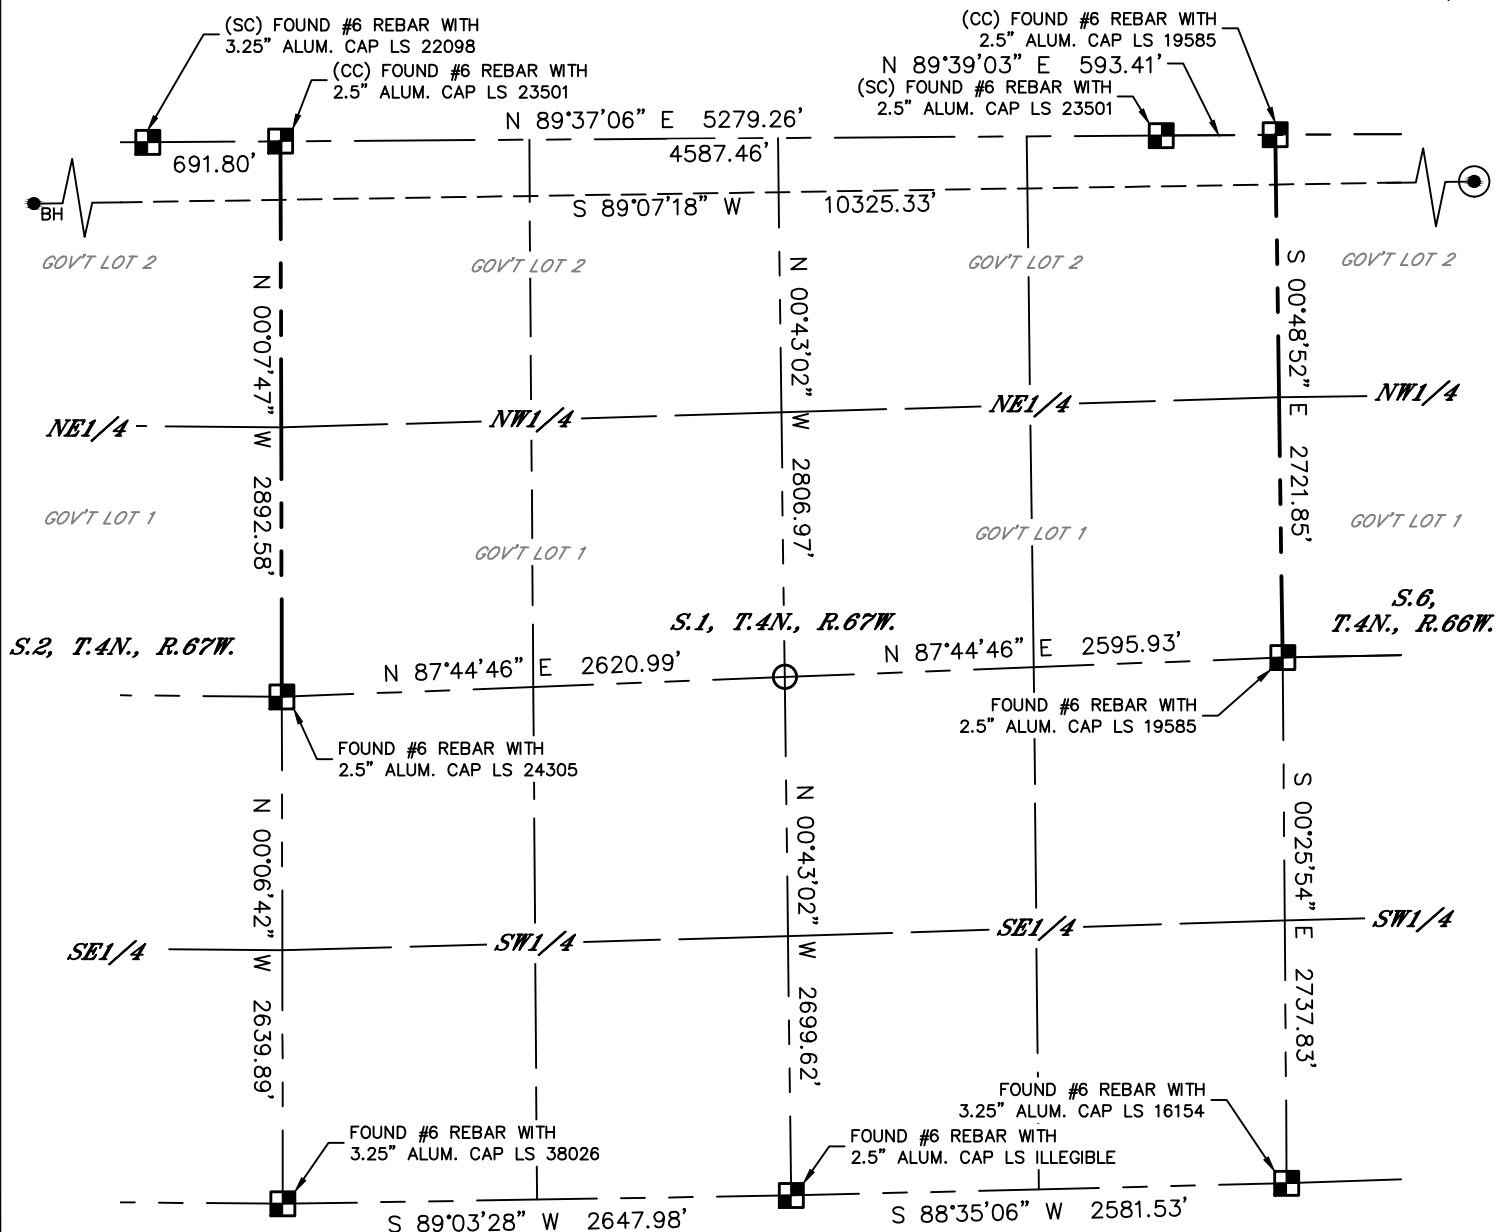 (SC) FOUND #6 REBAR WITH
3.25" ALUM. CAP LS 22098
(CC) FOUND #6 REBAR WITH
2.5" ALUM. CAP LS 23501
(CC) FOUND #6 REBAR WITH
2.5" ALUM. CAP LS 19585
N 89°39'03" E 593.41'
(SC) FOUND #6 REBAR WITH
2.5" ALUM. CAP LS 23501
N 89°37'06" E 5279.26'
691.80'
4587.46'
BH
S 89°07'18" W 10325.33'
GOV'T LOT 2
GOV'T LOT 2
GOV'T LOT 2
GOV'T LOT 2
N 00°07'47" W 2892.58'
N 00°43'02" W 2806.97'
S 00°48'52" E 2721.85'
NE1/4
NW1/4
NE1/4
NW1/4
GOV'T LOT 1
GOV'T LOT 1
GOV'T LOT 1
GOV'T LOT 1
S.2, T.4N., R.67W.
S.1, T.4N., R.67W.
S.6,
T.4N., R.66W.
N 87°44'46" E 2620.99'
N 87°44'46" E 2595.93'
FOUND #6 REBAR WITH
2.5" ALUM. CAP LS 24305
FOUND #6 REBAR WITH
2.5" ALUM. CAP LS 19585
N 00°06'42" W 2639.89'
N 00°43'02" W 2699.62'
S 00°25'54" E 2737.83'
SE1/4
SW1/4
SE1/4
SW1/4
FOUND #6 REBAR WITH
3.25" ALUM. CAP LS 38026
FOUND #6 REBAR WITH
2.5" ALUM. CAP LS ILLEGIBLE
FOUND #6 REBAR WITH
3.25" ALUM. CAP LS 16154
S 89°03'28" W 2647.98'
S 88°35'06" W 2581.53'